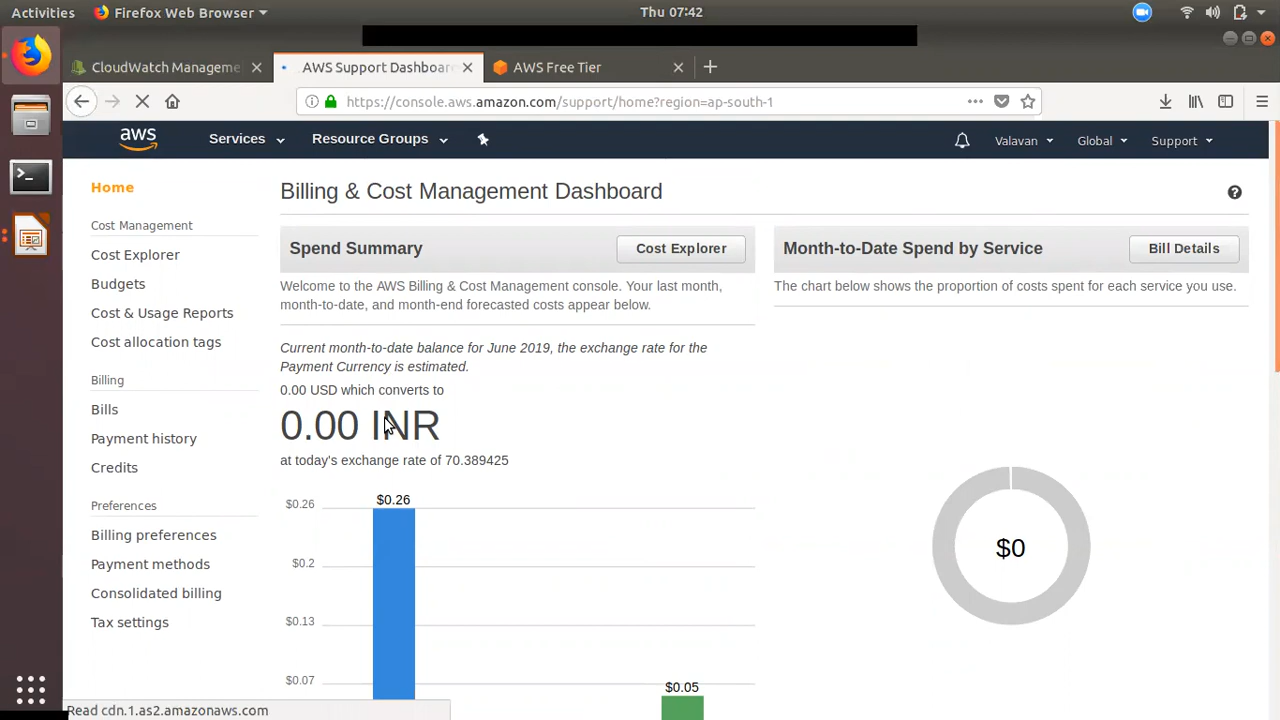 Activities Firefox Web Browser Thu 07:42
CloudWatch Manageme AWS Support Dashboar AWS Free Tier
https://console.aws.amazon.com/support/home?region=ap-south-1
aws Services Resource Groups Valavan Global Support
Home
Cost Management
Cost Explorer
Budgets
Cost & Usage Reports
Cost allocation tags
Billing
Bills
Payment history
Credits
Preferences
Billing preferences
Payment methods
Consolidated billing
Tax settings
Billing & Cost Management Dashboard
Spend Summary Cost Explorer
Welcome to the AWS Billing & Cost Management console. Your last month,
month-to-date, and month-end forecasted costs appear below.
Current month-to-date balance for June 2019, the exchange rate for the
Payment Currency is estimated.
0.00 USD which converts to
0.00 INR
at today's exchange rate of 70.389425
$0.26
$0.26
$0.2
$0.13
$0.07
$0.05
Month-to-Date Spend by Service Bill Details
The chart below shows the proportion of costs spent for each service you use.
$0
Read cdn.1.as2.amazonaws.com